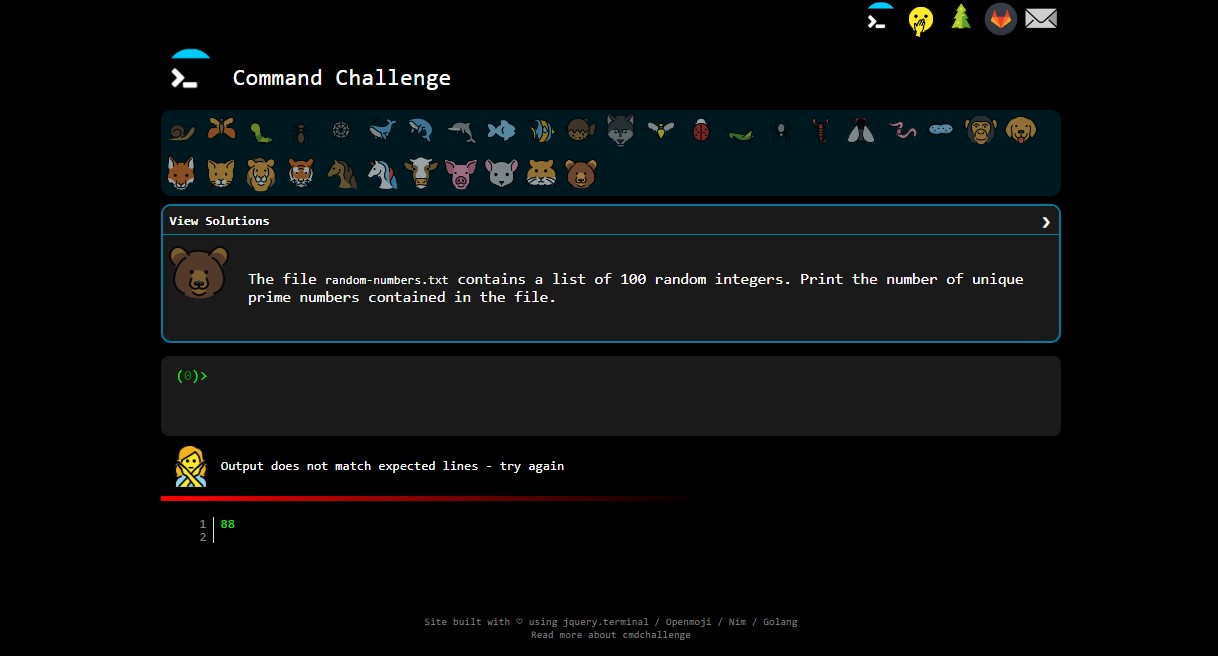 Command Challenge
View Solutions ❯
The file random-numbers.txt contains a list of 100 random integers. Print the number of unique
prime numbers contained in the file.
(0)>
Output does not match expected lines - try again
1 88
2
Site built with ♡ using jquery.terminal / Openmoji / Nim / Golang
Read more about cmdchallenge